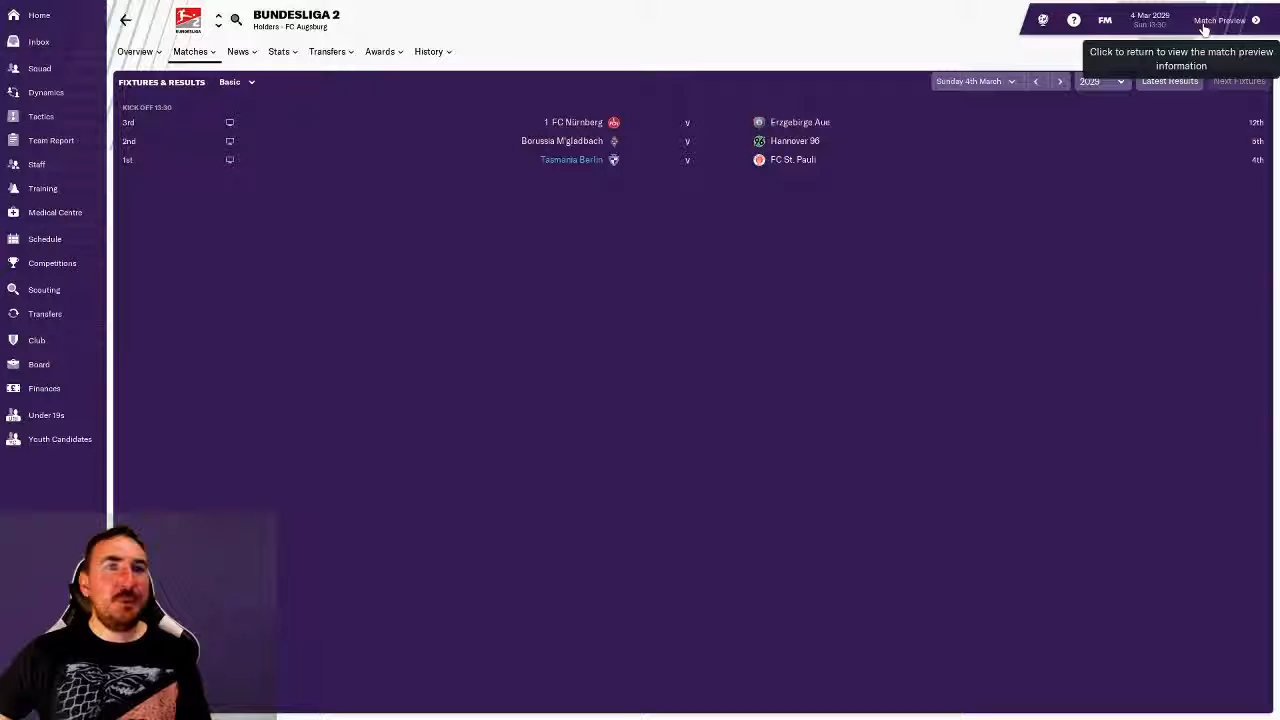 Home
BUNDESLIGA 2
Holders - FC Augsburg
4 Mar 2029
Sun 13:30
FM
Match Preview
Click to return to view the match preview
information
Overview
Matches
News
Stats
Transfers
Awards
History
FIXTURES & RESULTS
Basic
Sunday 4th March
2029
Latest Results
Next Fixtures
KICK OFF 13:30
3rd 1 FC Nürnberg v Erzgebirge Aue 12th
2nd Borussia M'gladbach v Hannover 96 5th
1st Tasmania Berlin v FC St. Pauli 4th
Inbox
Squad
Dynamics
Tactics
Team Report
Staff
Training
Medical Centre
Schedule
Competitions
Scouting
Transfers
Club
Board
Finances
Under 19s
Youth Candidates